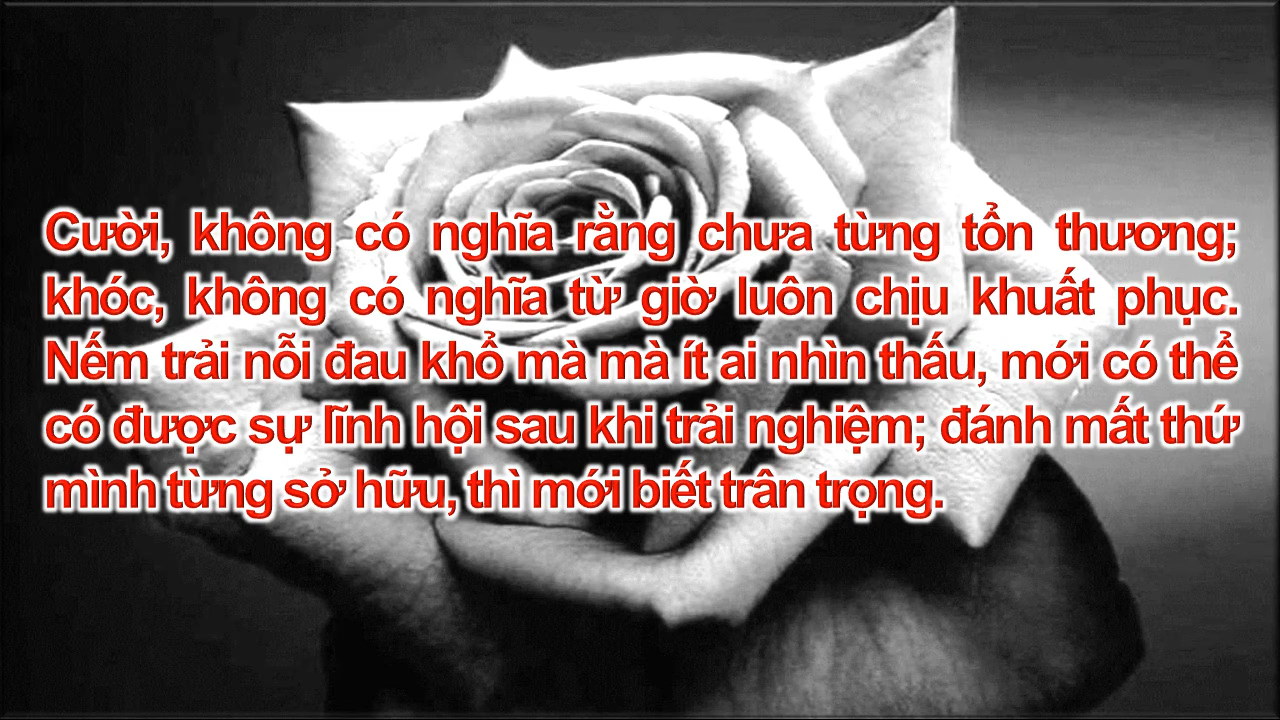 Cười, không có nghĩa rằng chưa từng tổn thương;
khóc, không có nghĩa từ giờ luôn chịu khuất phục.
Nếm trải nỗi đau khổ mà mà ít ai nhìn thấu, mới có thể
có được sự lĩnh hội sau khi trải nghiệm; đánh mất thứ
mình từng sở hữu, thì mới biết trân trọng.